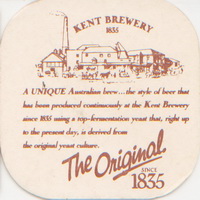 KENT BREWERY
1835
A UNIQUE Australian brew...the style of beer that
has been produced continuously at the Kent Brewery
since 1835 using a top-fermentation yeast that, right up
to the present day, is derived from
the original yeast culture.
The Original.
SINCE
1835